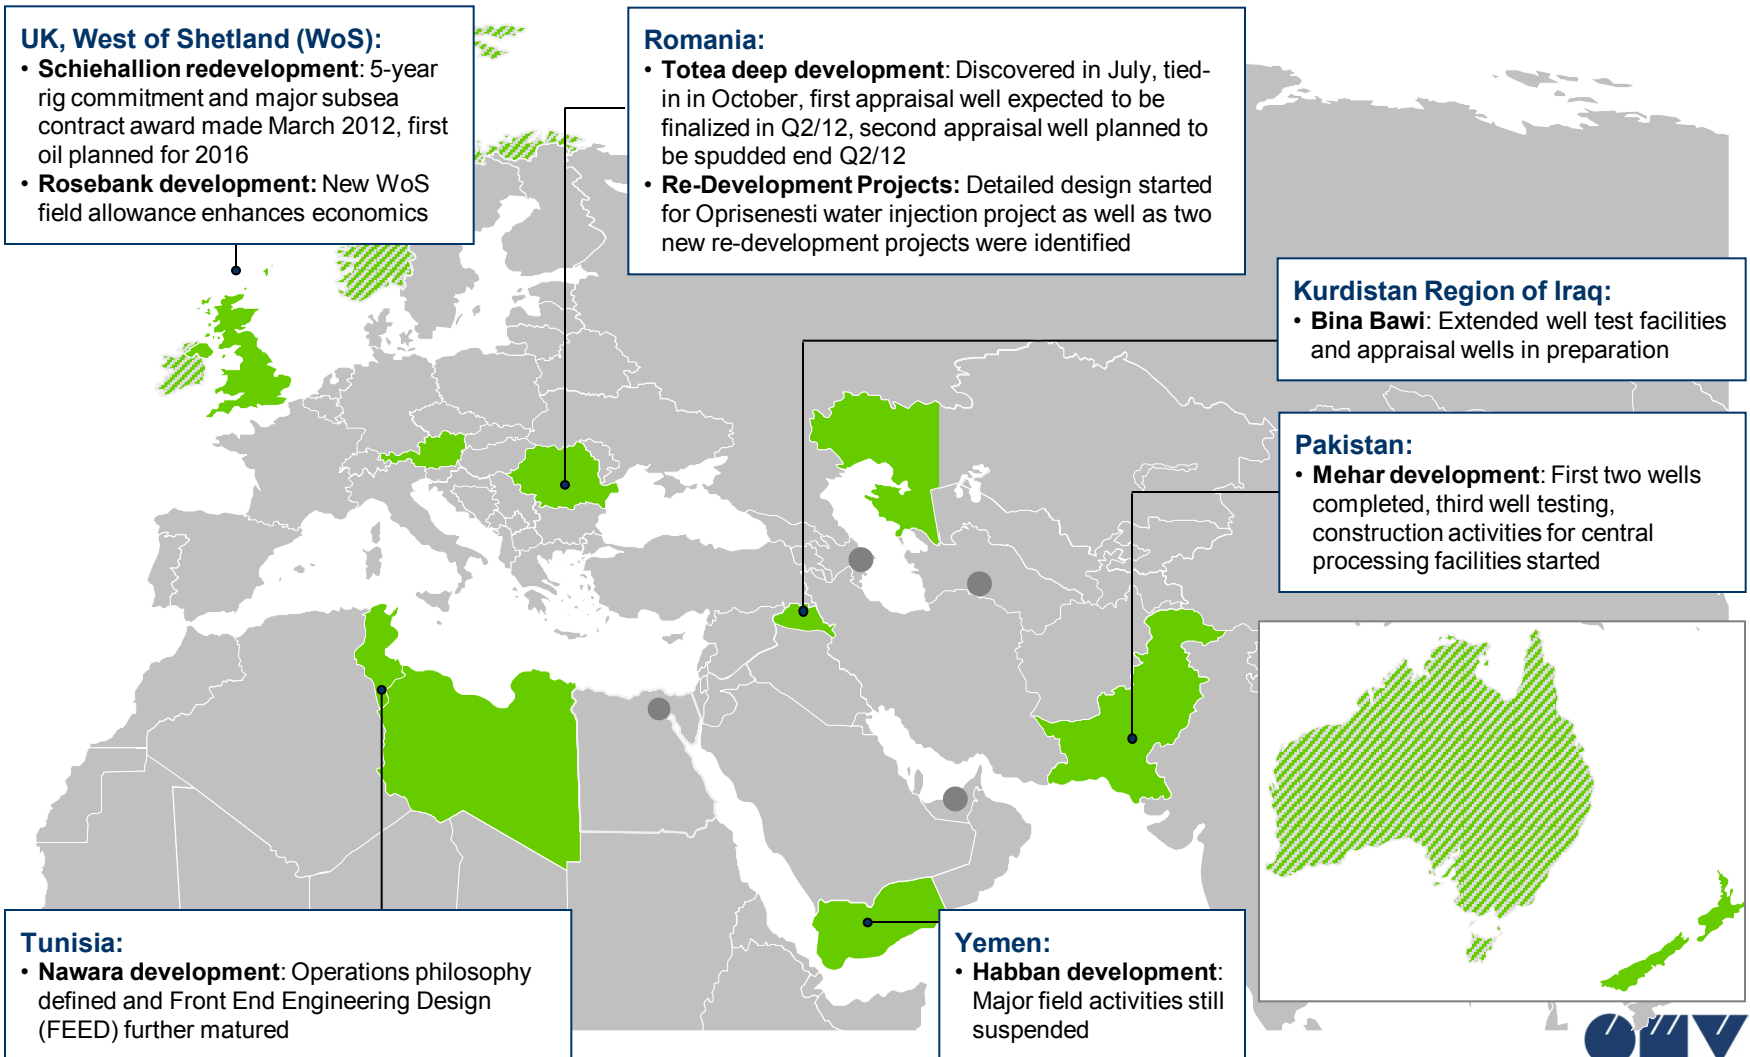 UK, West of Shetland (WoS):
• Schiehallion redevelopment: 5-year
rig commitment and major subsea
contract award made March 2012, first
oil planned for 2016
• Rosebank development: New WoS
field allowance enhances economics
Romania:
• Totea deep development: Discovered in July, tied-
in in October, first appraisal well expected to be
finalized in Q2/12, second appraisal well planned to
be spudded end Q2/12
• Re-Development Projects: Detailed design started
for Oprisenesti water injection project as well as two
new re-development projects were identified
Kurdistan Region of Iraq:
• Bina Bawi: Extended well test facilities
and appraisal wells in preparation
Pakistan:
• Mehar development: First two wells
completed, third well testing,
construction activities for central
processing facilities started
Tunisia:
• Nawara development: Operations philosophy
defined and Front End Engineering Design
(FEED) further matured
Yemen:
• Habban development:
Major field activities still
suspended
OMV